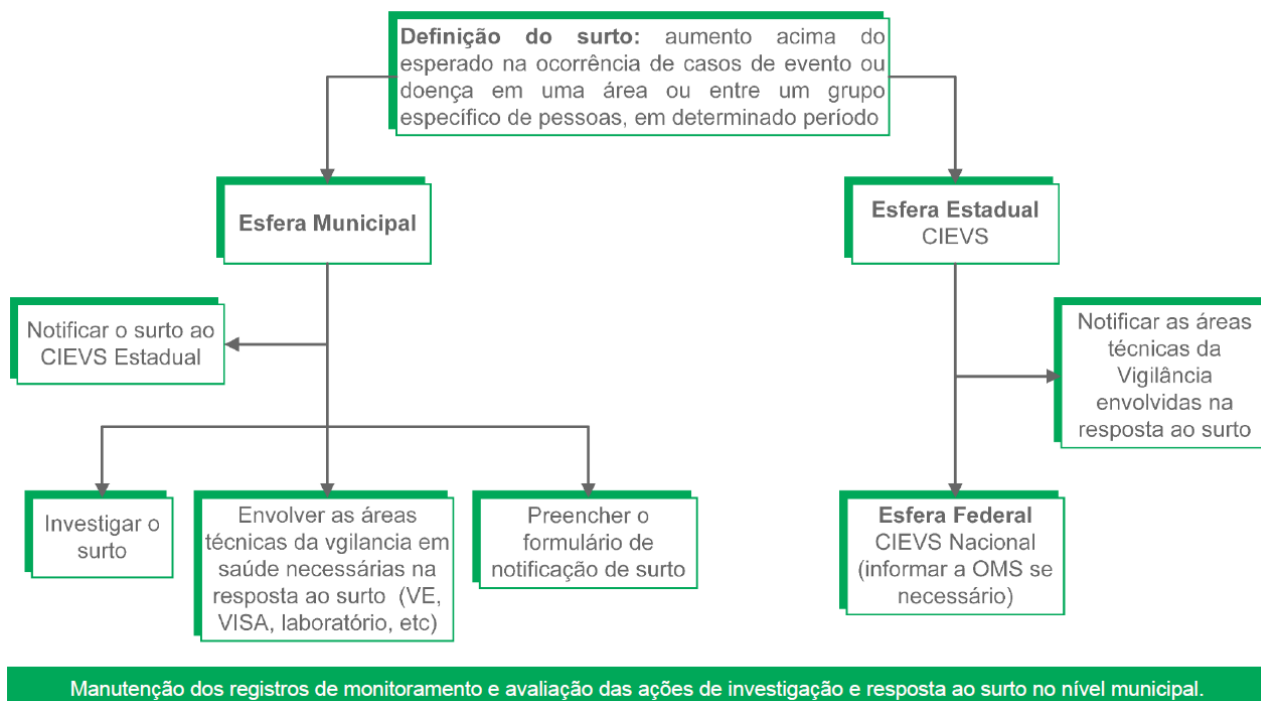 Definição do surto: aumento acima do
esperado na ocorrência de casos de evento ou
doença em uma área ou entre um grupo
específico de pessoas, em determinado período
Esfera Municipal
Esfera Estadual
CIEVS
Notificar o surto ao
CIEVS Estadual
Notificar as áreas
técnicas da
Vigilância
envolvidas na
resposta ao surto
Investigar o
surto
Envolver as áreas
técnicas da vgilancia em
saúde necessárias na
resposta ao surto (VE,
VISA, laboratório, etc)
Preencher o
formulário de
notificação de surto
Esfera Federal
CIEVS Nacional
(informar a OMS se
necessário)
Manutenção dos registros de monitoramento e avaliação das ações de investigação e resposta ao surto no nível municipal.